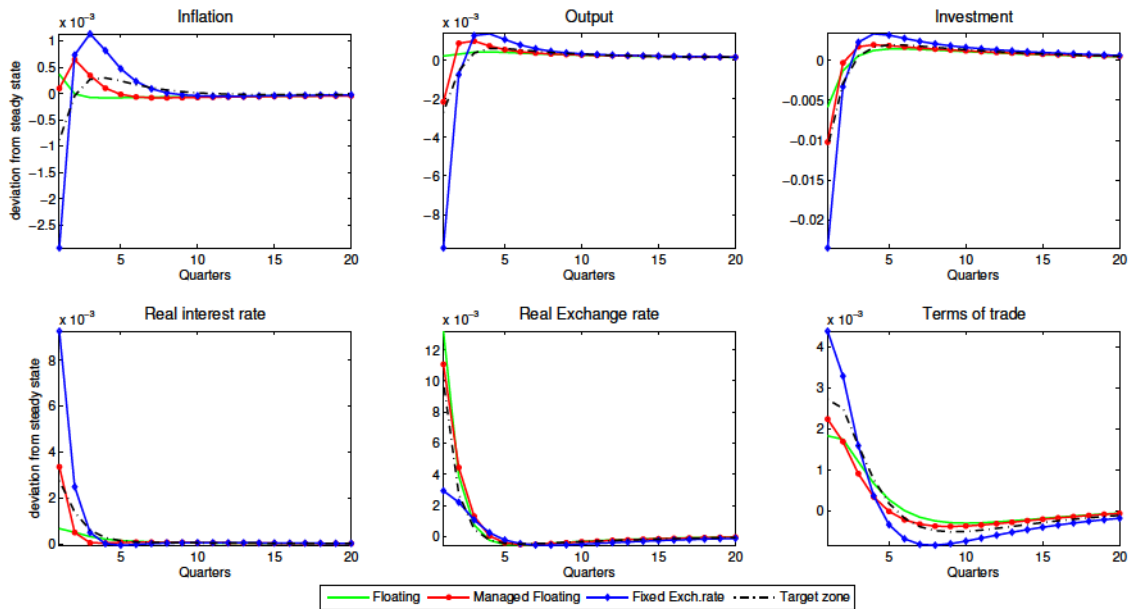 Inflation
Output
Investment
x 10⁻³
x 10⁻³
deviation from steady state
1
0.5
0
−0.5
−1
−1.5
−2
−2.5
0
−2
−4
−6
−8
0
−0.005
−0.01
−0.015
−0.02
5 10 15 20
5 10 15 20
5 10 15 20
Quarters
Quarters
Quarters
Real interest rate
Real Exchange rate
Terms of trade
x 10⁻³
x 10⁻³
x 10⁻³
deviation from steady state
8
6
4
2
0
12
10
8
6
4
2
0
4
3
2
1
0
5 10 15 20
5 10 15 20
5 10 15 20
Quarters
Quarters
Quarters
Floating Managed Floating Fixed Exch.rate Target zone